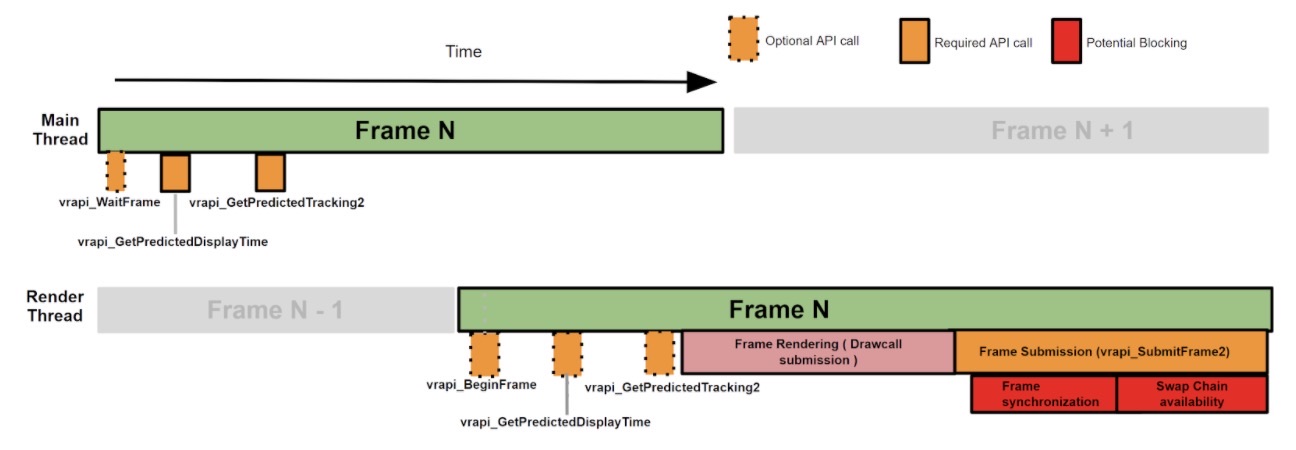 Time
Optional API call
Required API call
Potential Blocking
Main
Thread
Frame N
Frame N + 1
vrapi_WaitFrame
vrapi_GetPredictedTracking2
vrapi_GetPredictedDisplayTime
Render
Thread
Frame N - 1
Frame N
Frame Rendering ( Drawcall
submission )
Frame Submission (vrapi_SubmitFrame2)
vrapi_BeginFrame
vrapi_GetPredictedTracking2
Frame
synchronization
Swap Chain
availability
vrapi_GetPredictedDisplayTime